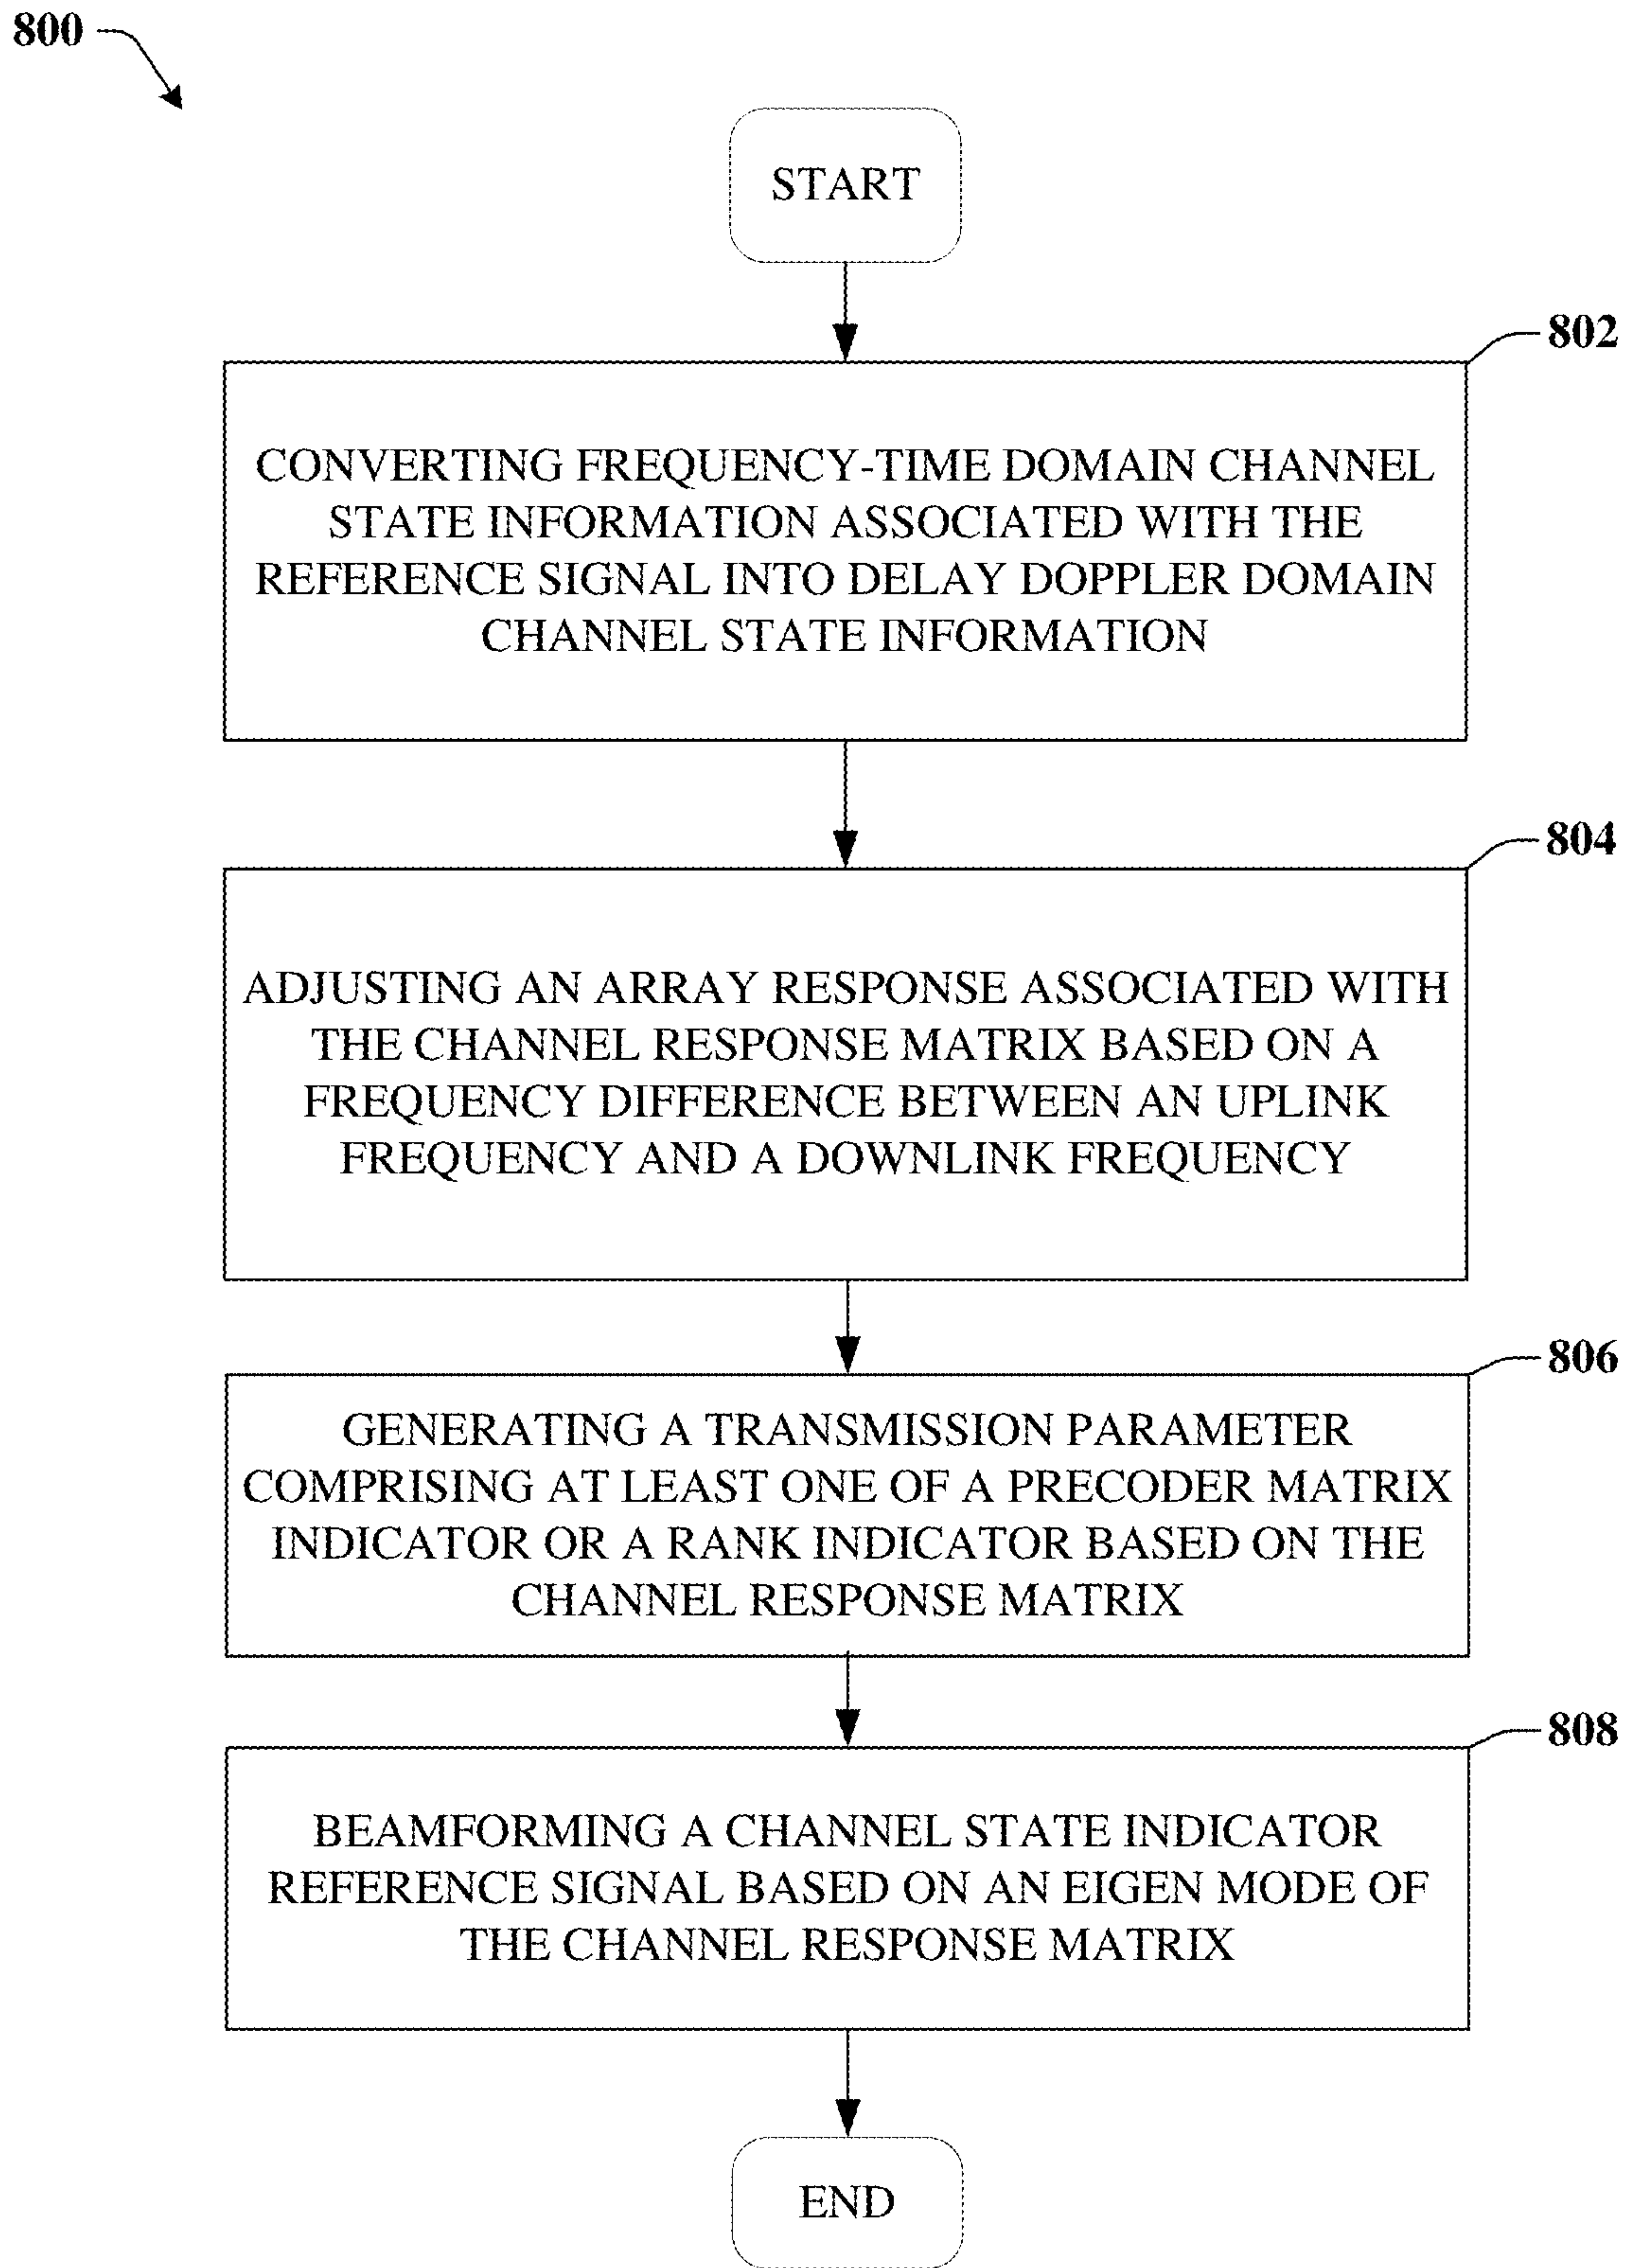 800
START
802
CONVERTING FREQUENCY-TIME DOMAIN CHANNEL
STATE INFORMATION ASSOCIATED WITH THE
REFERENCE SIGNAL INTO DELAY DOPPLER DOMAIN
CHANNEL STATE INFORMATION
804
ADJUSTING AN ARRAY RESPONSE ASSOCIATED WITH
THE CHANNEL RESPONSE MATRIX BASED ON A
FREQUENCY DIFFERENCE BETWEEN AN UPLINK
FREQUENCY AND A DOWNLINK FREQUENCY
806
GENERATING A TRANSMISSION PARAMETER
COMPRISING AT LEAST ONE OF A PRECODER MATRIX
INDICATOR OR A RANK INDICATOR BASED ON THE
CHANNEL RESPONSE MATRIX
808
BEAMFORMING A CHANNEL STATE INDICATOR
REFERENCE SIGNAL BASED ON AN EIGEN MODE OF
THE CHANNEL RESPONSE MATRIX
END